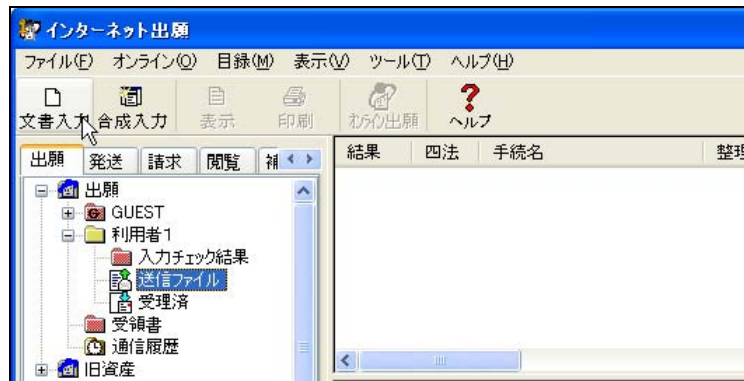 インターネット出願
ファイル(F) オンライン(O) 目録(M) 表示(V) ツール(T) ヘルプ(H)
文書入力 合成入力 表示 印刷 オンライン出願 ヘルプ
出願 発送 請求 閲覧 補
結果 四法 手続名 整理
出願
GUEST
利用者1
入力チェック結果
送信ファイル
受理済
受領書
通信履歴
旧資産